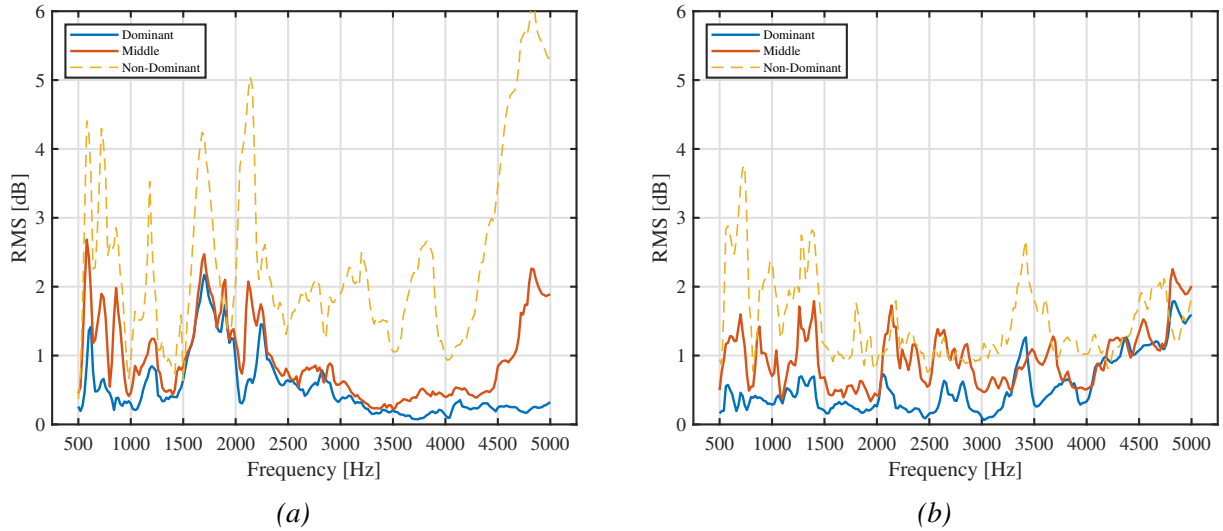 6
5
4
3
2
1
0
RMS [dB]
Dominant
Middle
Non-Dominant
500 1000 1500 2000 2500 3000 3500 4000 4500 5000
Frequency [Hz]
(a)
6
5
4
3
2
1
0
RMS [dB]
Dominant
Middle
Non-Dominant
500 1000 1500 2000 2500 3000 3500 4000 4500 5000
Frequency [Hz]
(b)